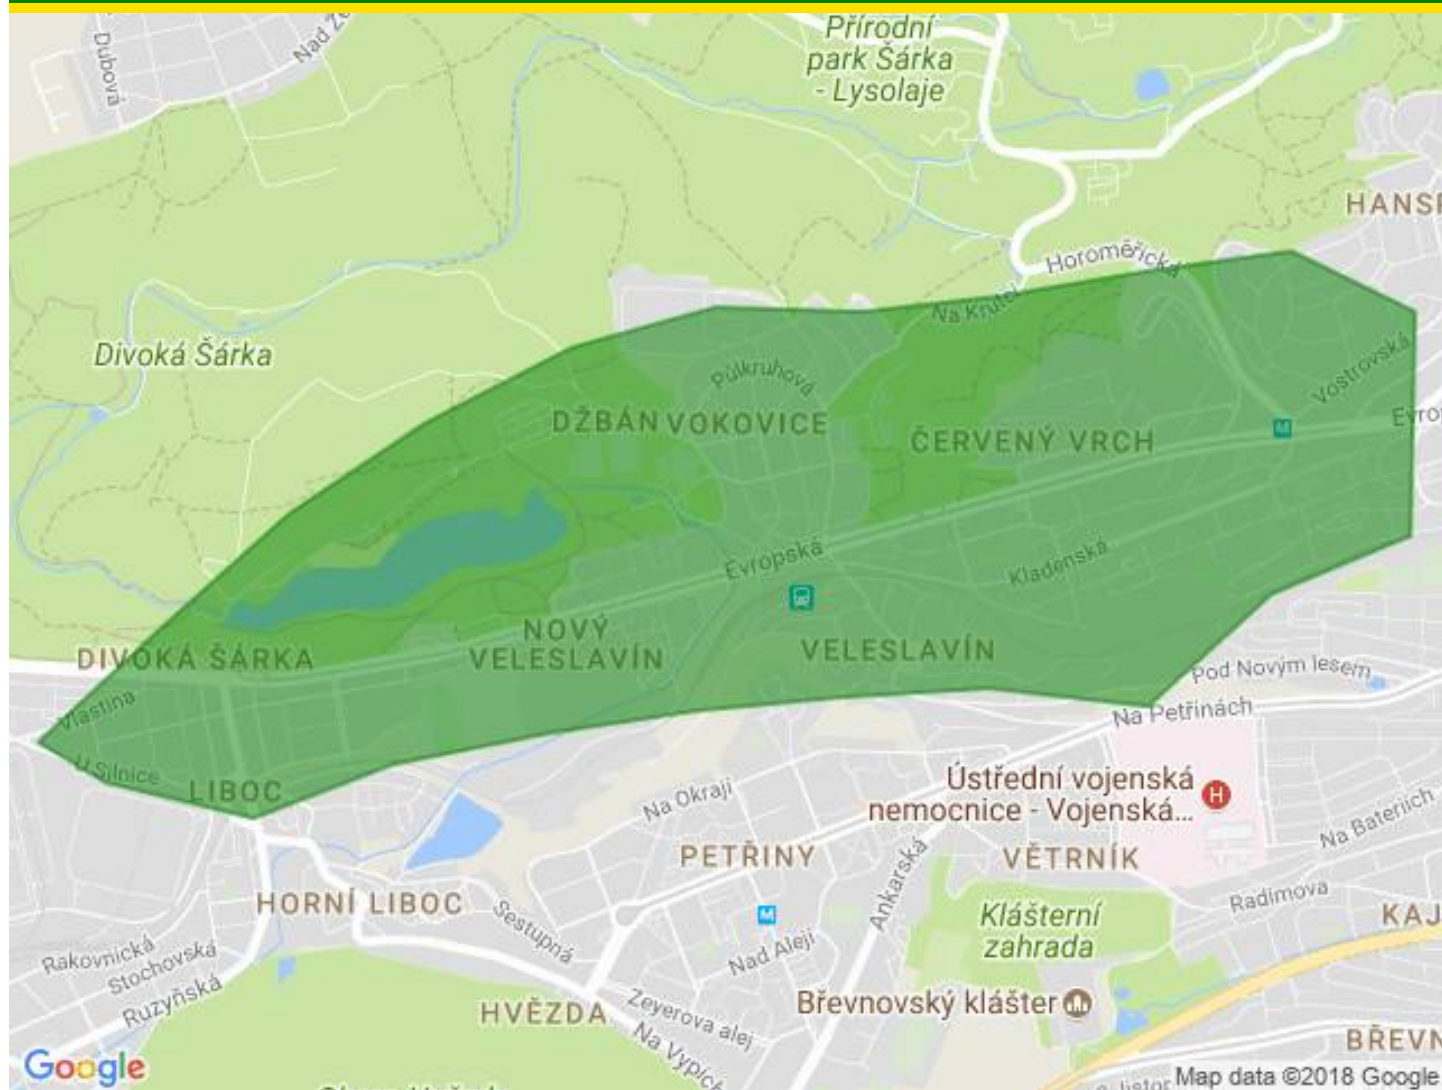 Dubová
Přírodní
park Šárka
- Lysolaje
Horoměřická
Na Krutci
Divoká Šárka
Vostrovská
Půlkruhová
DŽBÁN
VOKOVICE
ČERVENÝ VRCH
Evropská
Kladenská
NOVÝ
VELESLAVÍN
VELESLAVÍN
DIVOKÁ ŠÁRKA
Vlastina
Pod Novým lesem
Na Petřinách
U Silnice
LIBOC
Ústřední vojenská
nemocnice - Vojenská...
H
Na Okraji
Na Bateriích
PETŘINY
VĚTRNÍK
Ankarská
Radimova
HORNÍ LIBOC
Sestupná
M
M
Klášterní
zahrada
Nad Alejí
Rakovnická
Stochovská
Ruzyňská
HVĚZDA
Zeyerova alej
Břevnovský klášter
Na Vypich
Google
Map data ©2018 Google